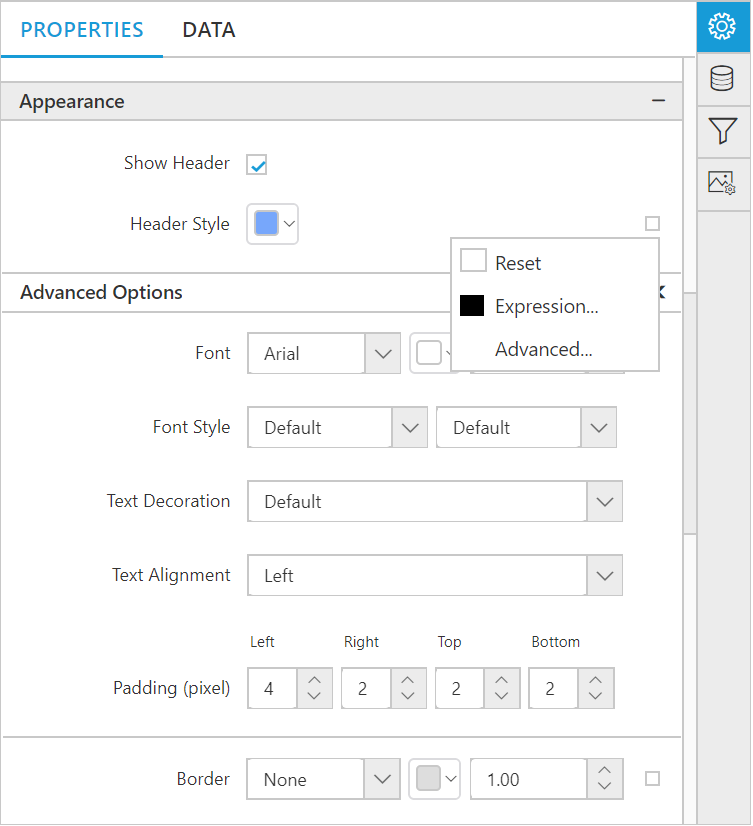 PROPERTIES DATA
Appearance
Show Header
Header Style
Reset
Advanced Options
Expression...
Advanced...
Font Arial
Font Style Default Default
Text Decoration Default
Text Alignment Left
Left Right Top Bottom
Padding (pixel) 4 2 2 2
Border None 1.00